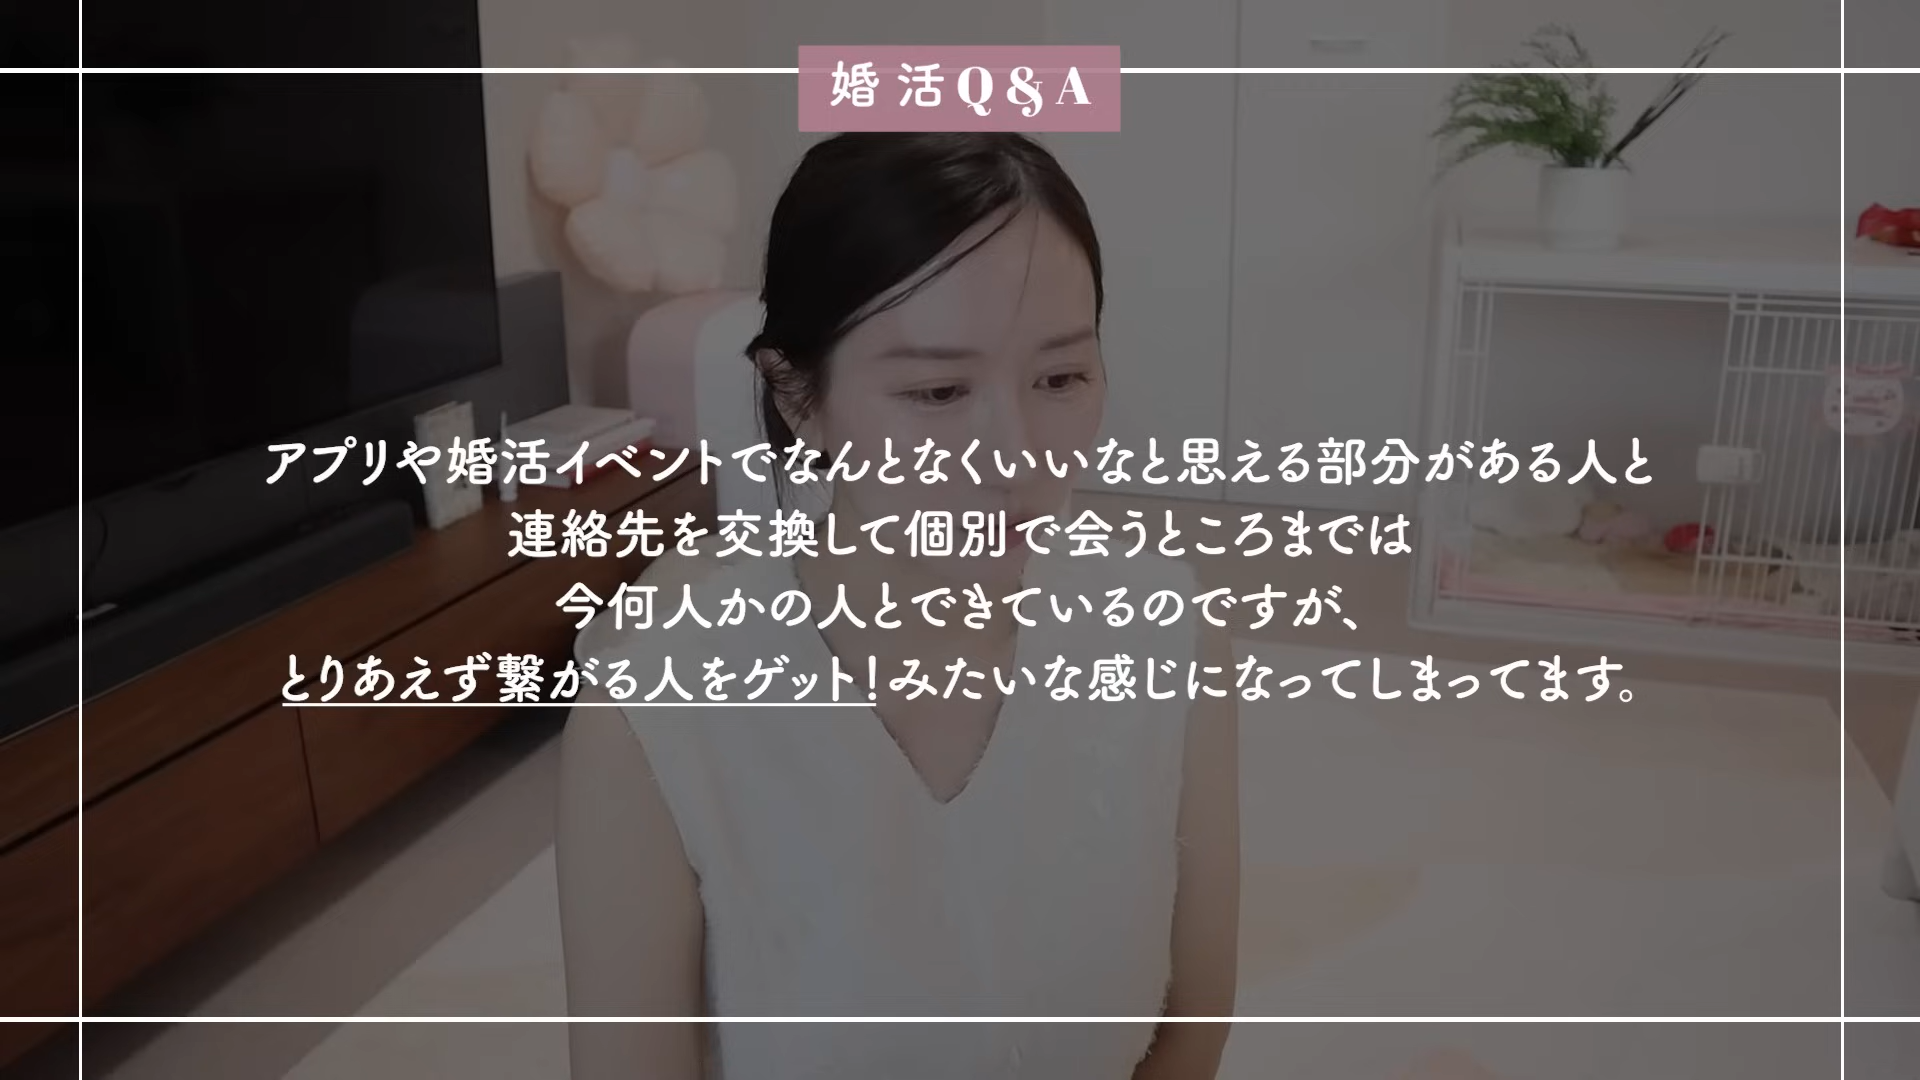 婚活Q&A
アプリや婚活イベントでなんとなくいいなと思える部分がある人と
連絡先を交換して個別で会うところまでは
今何人かの人とできているのですが、
とりあえず繋がる人をゲット！みたいな感じになってしまってます。